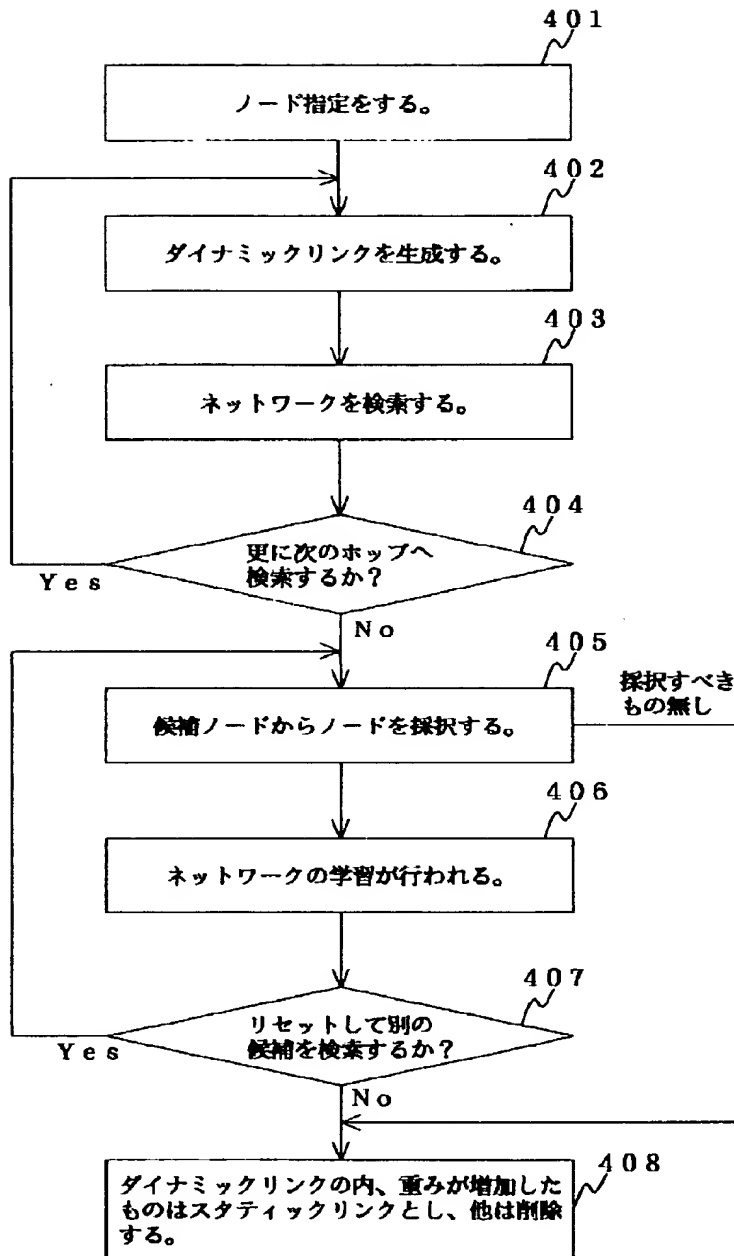 401
ノード指定をする。
402
ダイナミックリンクを生成する。
403
ネットワークを検索する。
404
更に次のホップへ
検索するか?
Yes
No
405
採択すべき
もの無し
候補ノードからノードを採択する。
406
ネットワークの学習が行われる。
407
リセットして別の
候補を検索するか?
Yes
No
408
ダイナミックリンクの内、重みが増加した
ものはスタティックリンクとし、他は削除
する。